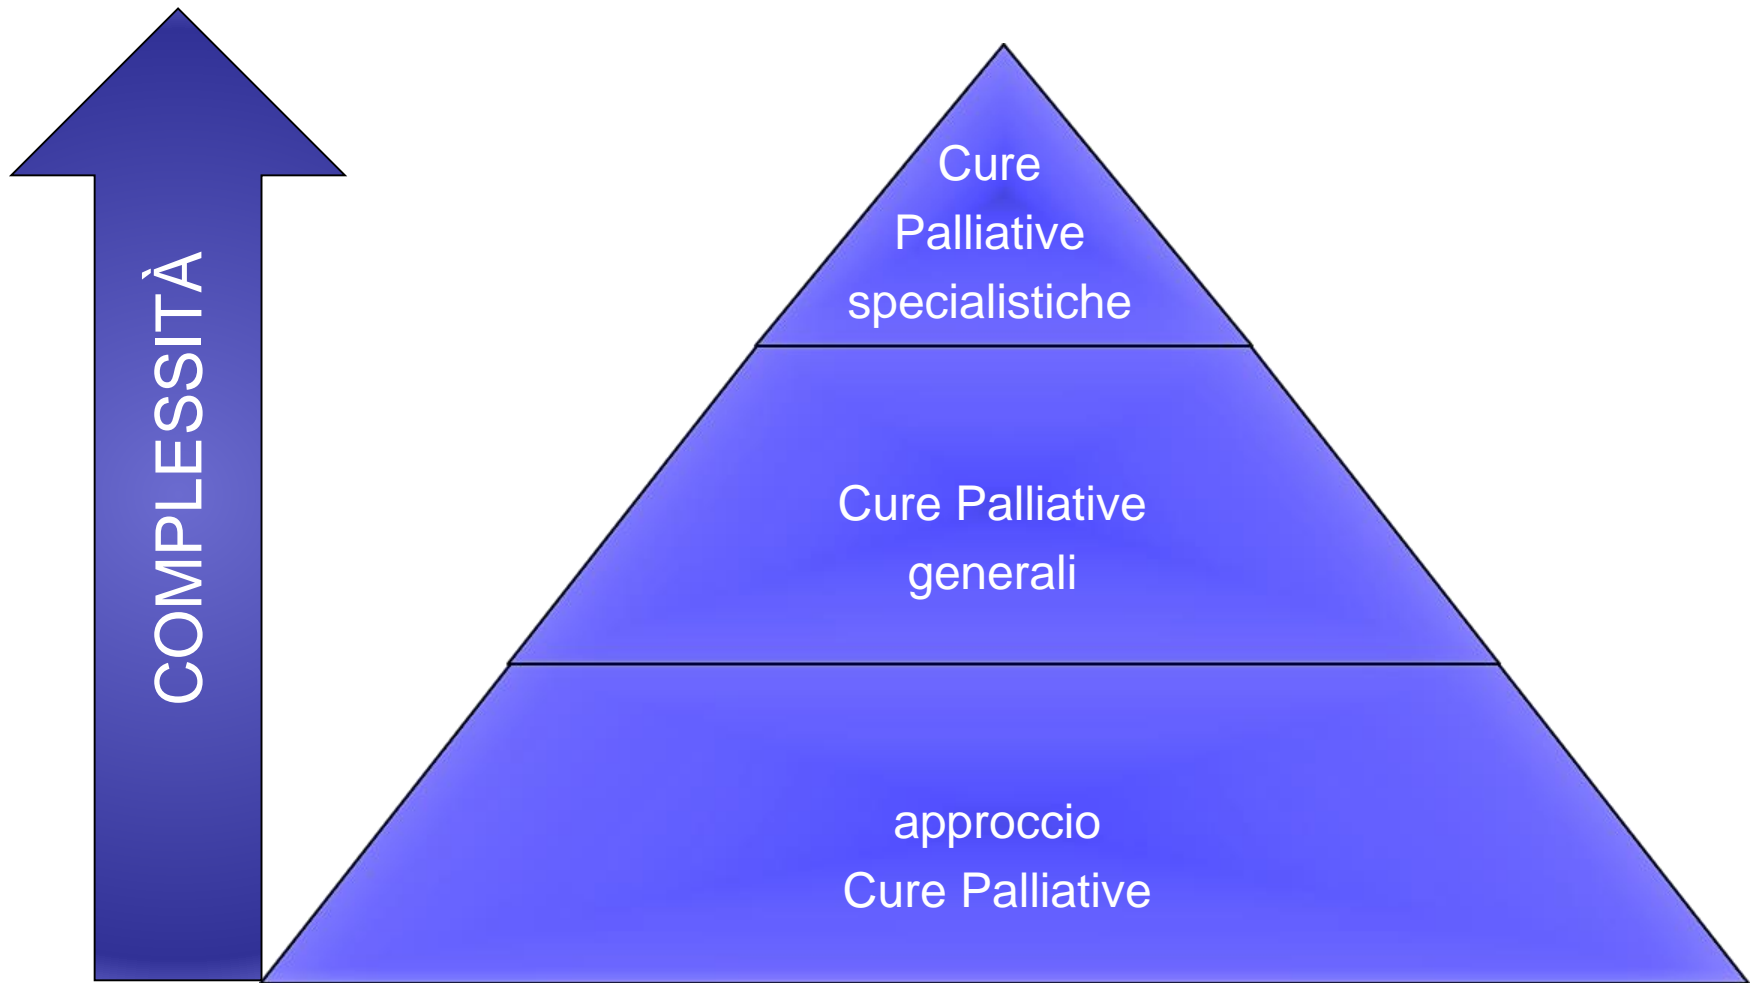 COMPLESSITÀ
Cure
Palliative
specialistiche
Cure Palliative
generali
approccio
Cure Palliative